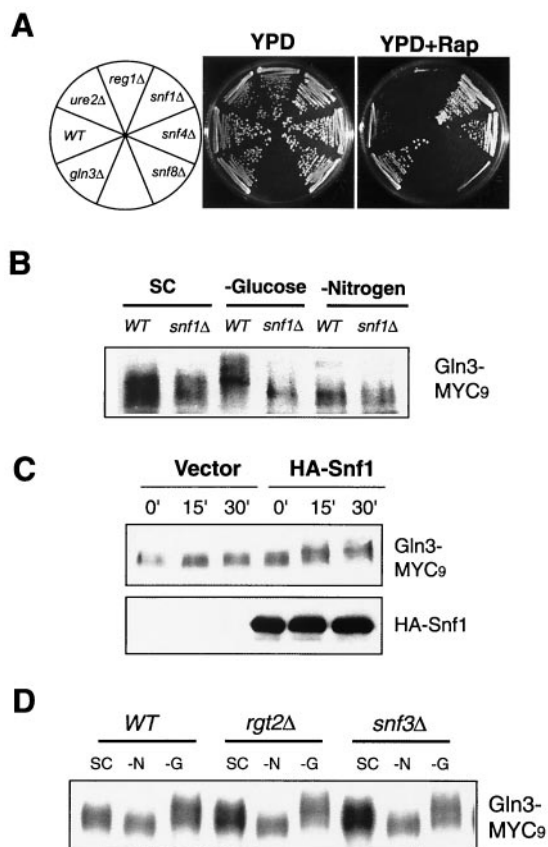 A
YPD
YPD+Rap
reg1Δ
ure2Δ
snf1Δ
WT
snf4Δ
gln3Δ
snf8Δ
B
SC
-Glucose
-Nitrogen
WT snf1Δ WT snf1Δ WT snf1Δ
Gln3-
MYC9
C
Vector
HA-Snf1
0' 15' 30' 0' 15' 30'
Gln3-
MYC9
HA-Snf1
D
WT
rgt2Δ
snf3Δ
SC -N -G SC -N -G SC -N -G
Gln3-
MYC9